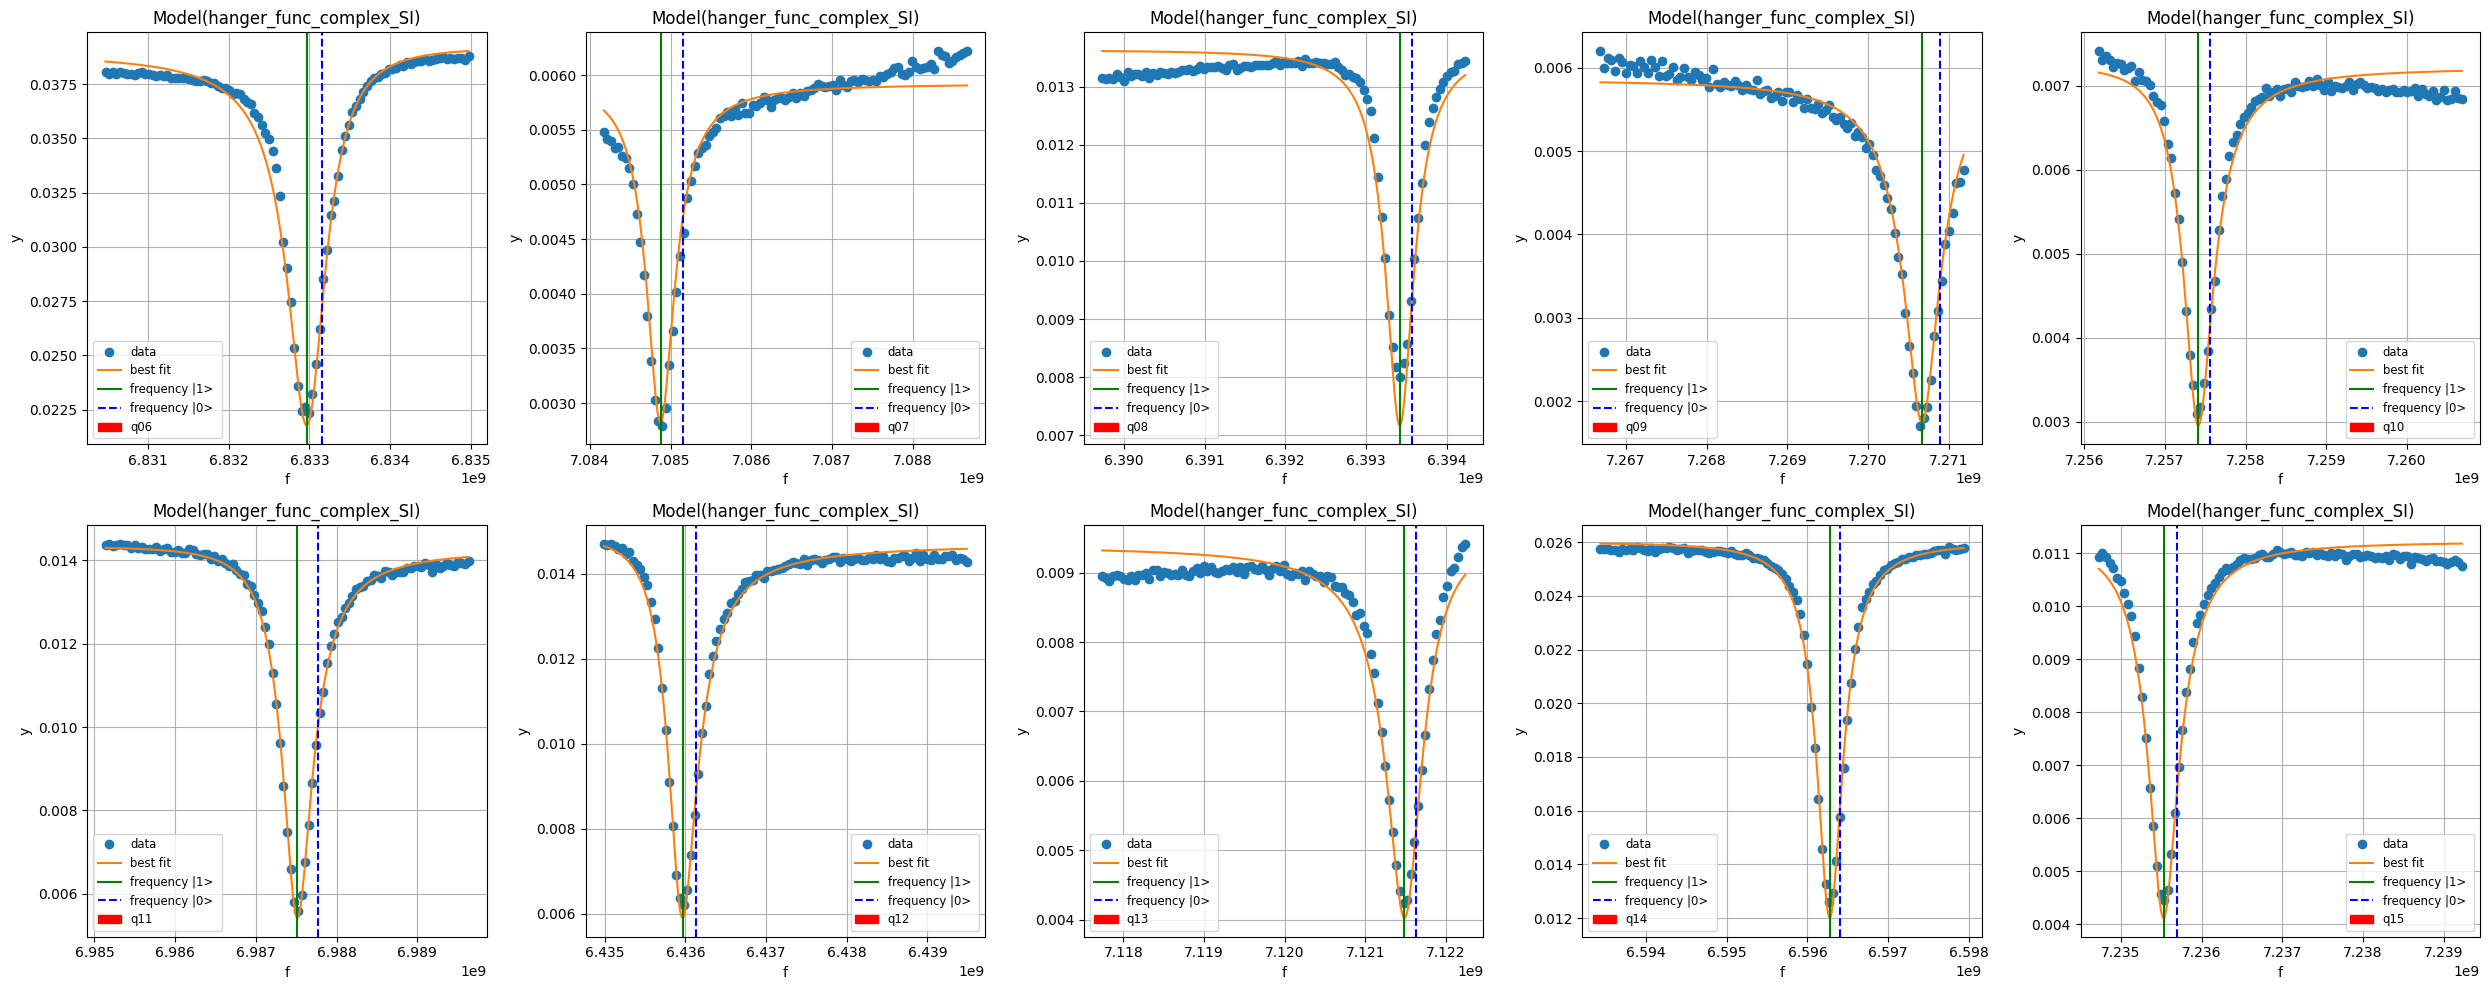 Model(hanger_func_complex_SI)
y
0.0375
0.0350
0.0325
0.0300
0.0275
0.0250
0.0225
data
best fit
frequency |1>
frequency |0>
q06
6.831 6.832 6.833 6.834 6.835
f
1e9
Model(hanger_func_complex_SI)
y
0.0060
0.0055
0.0050
0.0045
0.0040
0.0035
0.0030
data
best fit
frequency |1>
frequency |0>
q07
7.084 7.085 7.086 7.087 7.088
f
1e9
Model(hanger_func_complex_SI)
y
0.013
0.012
0.011
0.010
0.009
0.008
0.007
data
best fit
frequency |1>
frequency |0>
q08
6.390 6.391 6.392 6.393 6.394
f
1e9
Model(hanger_func_complex_SI)
y
0.006
0.005
0.004
0.003
0.002
data
best fit
frequency |1>
frequency |0>
q09
7.267 7.268 7.269 7.270 7.271
f
1e9
Model(hanger_func_complex_SI)
y
0.007
0.006
0.005
0.004
0.003
data
best fit
frequency |1>
frequency |0>
q10
7.256 7.257 7.258 7.259 7.260
f
1e9
Model(hanger_func_complex_SI)
y
0.014
0.012
0.010
0.008
0.006
data
best fit
frequency |1>
frequency |0>
q11
6.985 6.986 6.987 6.988 6.989
f
1e9
Model(hanger_func_complex_SI)
y
0.014
0.012
0.010
0.008
0.006
data
best fit
frequency |1>
frequency |0>
q12
6.435 6.436 6.437 6.438 6.439
f
1e9
Model(hanger_func_complex_SI)
y
0.009
0.008
0.007
0.006
0.005
0.004
data
best fit
frequency |1>
frequency |0>
q13
7.118 7.119 7.120 7.121 7.122
f
1e9
Model(hanger_func_complex_SI)
y
0.026
0.024
0.022
0.020
0.018
0.016
0.014
0.012
data
best fit
frequency |1>
frequency |0>
q14
6.594 6.595 6.596 6.597 6.598
f
1e9
Model(hanger_func_complex_SI)
y
0.011
0.010
0.009
0.008
0.007
0.006
0.005
0.004
data
best fit
frequency |1>
frequency |0>
q15
7.235 7.236 7.237 7.238 7.239
f
1e9